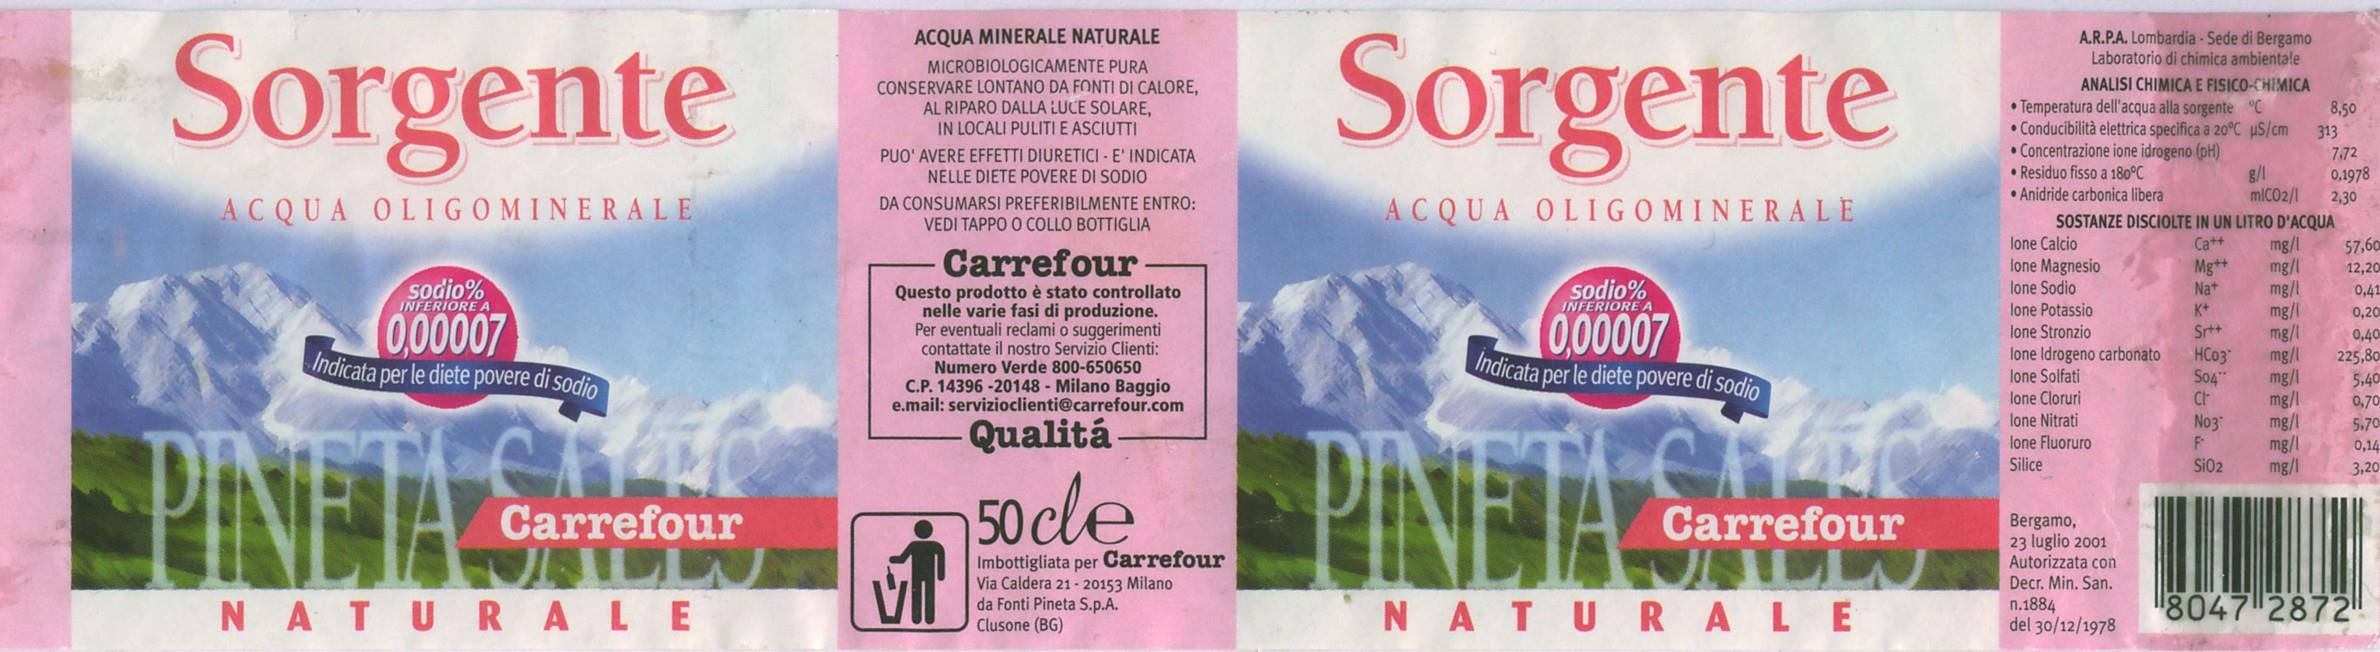 Sorgente
ACQUA OLIGOMINERALE
sodio%
INFERIORE A
0,00007
Indicata per le diete povere di sodio
PINETA SALES
Carrefour
NATURALE
ACQUA MINERALE NATURALE
MICROBIOLOGICAMENTE PURA
CONSERVARE LONTANO DA FONTI DI CALORE,
AL RIPARO DALLA LUCE SOLARE,
IN LOCALI PULITI E ASCIUTTI
PUO' AVERE EFFETTI DIURETICI - E' INDICATA
NELLE DIETE POVERE DI SODIO
DA CONSUMARSI PREFERIBILMENTE ENTRO:
VEDI TAPPO O COLLO BOTTIGLIA
Carrefour
Questo prodotto è stato controllato
nelle varie fasi di produzione.
Per eventuali reclami o suggerimenti
contattate il nostro Servizio Clienti:
Numero Verde 800-650650
C.P. 14396 -20148 - Milano Baggio
e.mail: servizioclienti@carrefour.com
Qualitá
50 cl e
Imbottigliata per Carrefour
Via Caldera 21 - 20153 Milano
da Fonti Pineta S.p.A.
Clusone (BG)
Sorgente
ACQUA OLIGOMINERALE
sodio%
INFERIORE A
0,00007
Indicata per le diete povere di sodio
PINETA SALES
Carrefour
NATURALE
A.R.P.A. Lombardia - Sede di Bergamo
Laboratorio di chimica ambientale
ANALISI CHIMICA E FISICO-CHIMICA
• Temperatura dell'acqua alla sorgente °C 8,50
• Conducibilità elettrica specifica a 20°C µS/cm 313
• Concentrazione ione idrogeno (pH) 7,72
• Residuo fisso a 180°C g/l 0,1978
• Anidride carbonica libera mlCO2/l 2,30
SOSTANZE DISCIOLTE IN UN LITRO D'ACQUA
Ione Calcio Ca++ mg/l 57,60
Ione Magnesio Mg++ mg/l 12,20
Ione Sodio Na+ mg/l 0,41
Ione Potassio K+ mg/l 0,20
Ione Stronzio Sr++ mg/l 0,40
Ione Idrogeno carbonato HCo3- mg/l 225,80
Ione Solfati So4-- mg/l 5,40
Ione Cloruri Cl- mg/l 0,70
Ione Nitrati No3- mg/l 5,70
Ione Fluoruro F- mg/l 0,14
Silice SiO2 mg/l 3,20
Bergamo,
23 luglio 2001
Autorizzata con
Decr. Min. San.
n.1884
del 30/12/1978
8047 2872